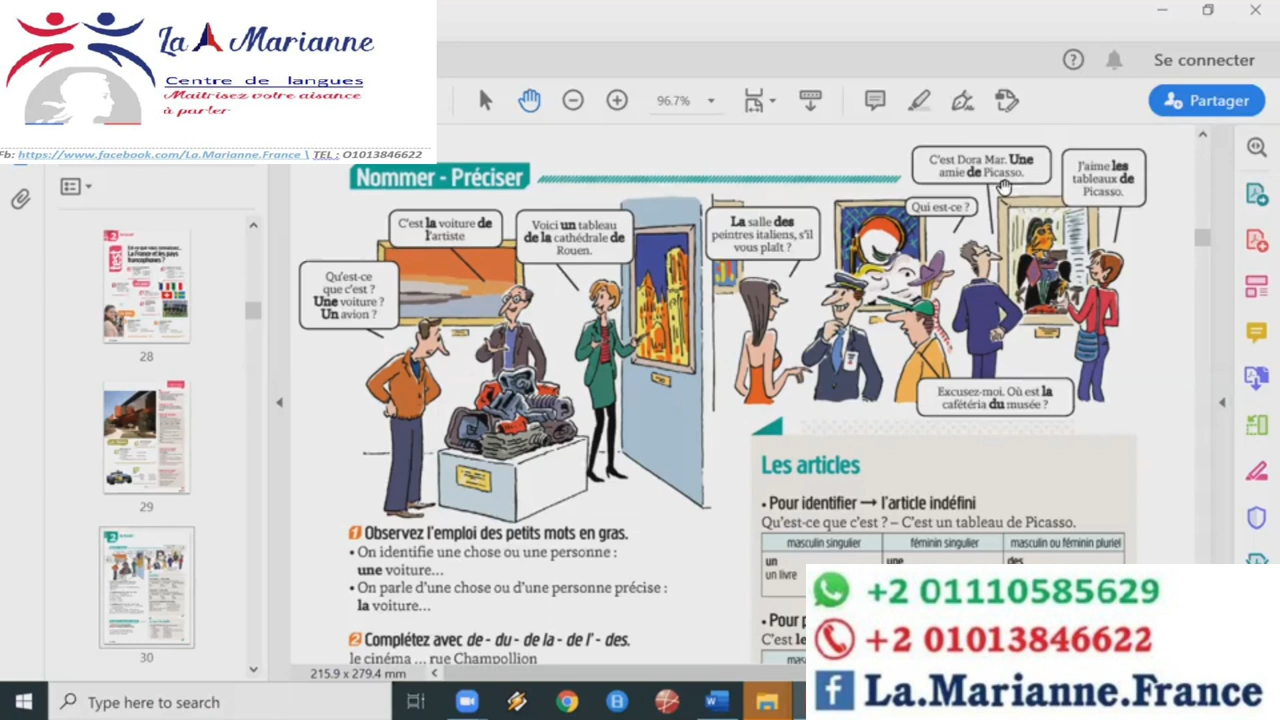 La Marianne
Centre de langues
Maîtrisez votre aisance
à parler
Fb: https://www.facebook.com/La.Marianne.France \ TEL : O1013846622
Se connecter
96.7%
Partager
Nommer - Préciser
C'est Dora Mar. Une
amie de Picasso.
J'aime les
tableaux de
Picasso.
Qui est-ce ?
C'est la voiture de
l'artiste
Voici un tableau
de la cathédrale de
Rouen.
La salle des
peintres italiens, s'il
vous plaît ?
Qu'est-ce
que c'est ?
Une voiture ?
Un avion ?
Excusez-moi. Où est la
cafétéria du musée ?
28
29
30
1 Observez l'emploi des petits mots en gras.
• On identifie une chose ou une personne :
une voiture…
• On parle d'une chose ou d'une personne précise :
la voiture…
2 Complétez avec de - du - de la - de l' - des.
le cinéma … rue Champollion
Les articles
• Pour identifier → l'article indéfini
Qu'est-ce que c'est ? – C'est un tableau de Picasso.
masculin singulier
féminin singulier
masculin ou féminin pluriel
un
une
des
un livre
• Pour
C'est le
215.9 x 279.4 mm
+2 01110585629
+2 01013846622
La.Marianne.France
Type here to search